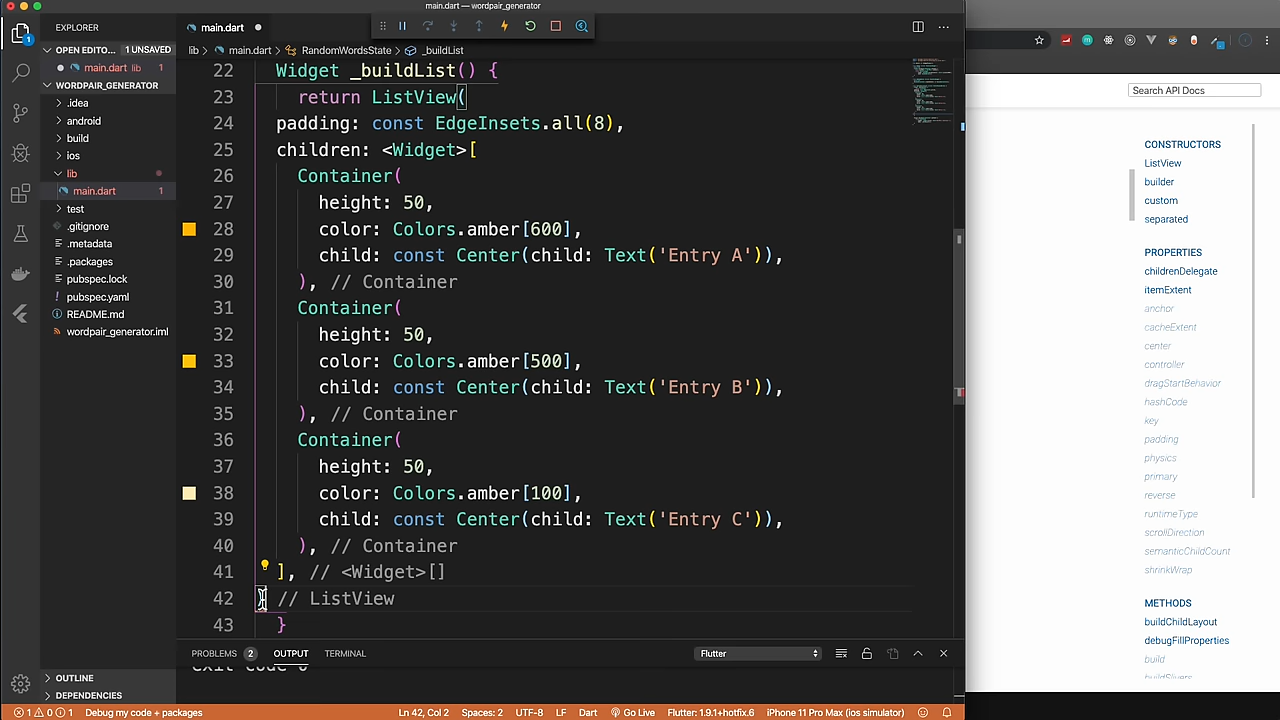 main.dart — wordpair_generator
EXPLORER
main.dart
OPEN EDITO... 1 UNSAVED
main.dart lib 1
WORDPAIR_GENERATOR
.idea
android
build
ios
lib
main.dart 1
test
.gitignore
.metadata
.packages
pubspec.lock
pubspec.yaml
README.md
wordpair_generator.iml
OUTLINE
DEPENDENCIES
lib > main.dart > RandomWordsState > _buildList
22 Widget _buildList() {
23 return ListView(
24 padding: const EdgeInsets.all(8),
25 children: <Widget>[
26 Container(
27 height: 50,
28 color: Colors.amber[600],
29 child: const Center(child: Text('Entry A')),
30 ), // Container
31 Container(
32 height: 50,
33 color: Colors.amber[500],
34 child: const Center(child: Text('Entry B')),
35 ), // Container
36 Container(
37 height: 50,
38 color: Colors.amber[100],
39 child: const Center(child: Text('Entry C')),
40 ), // Container
41 ], // <Widget>[]
42 // ListView
43 }
PROBLEMS 2 OUTPUT TERMINAL
Flutter
exit code 0
1 0 1 Debug my code + packages
Ln 42, Col 2 Spaces: 2 UTF-8 LF Dart Go Live Flutter: 1.9.1+hotfix.6 iPhone 11 Pro Max (ios simulator)
Search API Docs
CONSTRUCTORS
ListView
builder
custom
separated
PROPERTIES
childrenDelegate
itemExtent
anchor
cacheExtent
center
controller
dragStartBehavior
hashCode
key
padding
physics
primary
reverse
runtimeType
scrollDirection
semanticChildCount
shrinkWrap
METHODS
buildChildLayout
debugFillProperties
build
buildSlivers